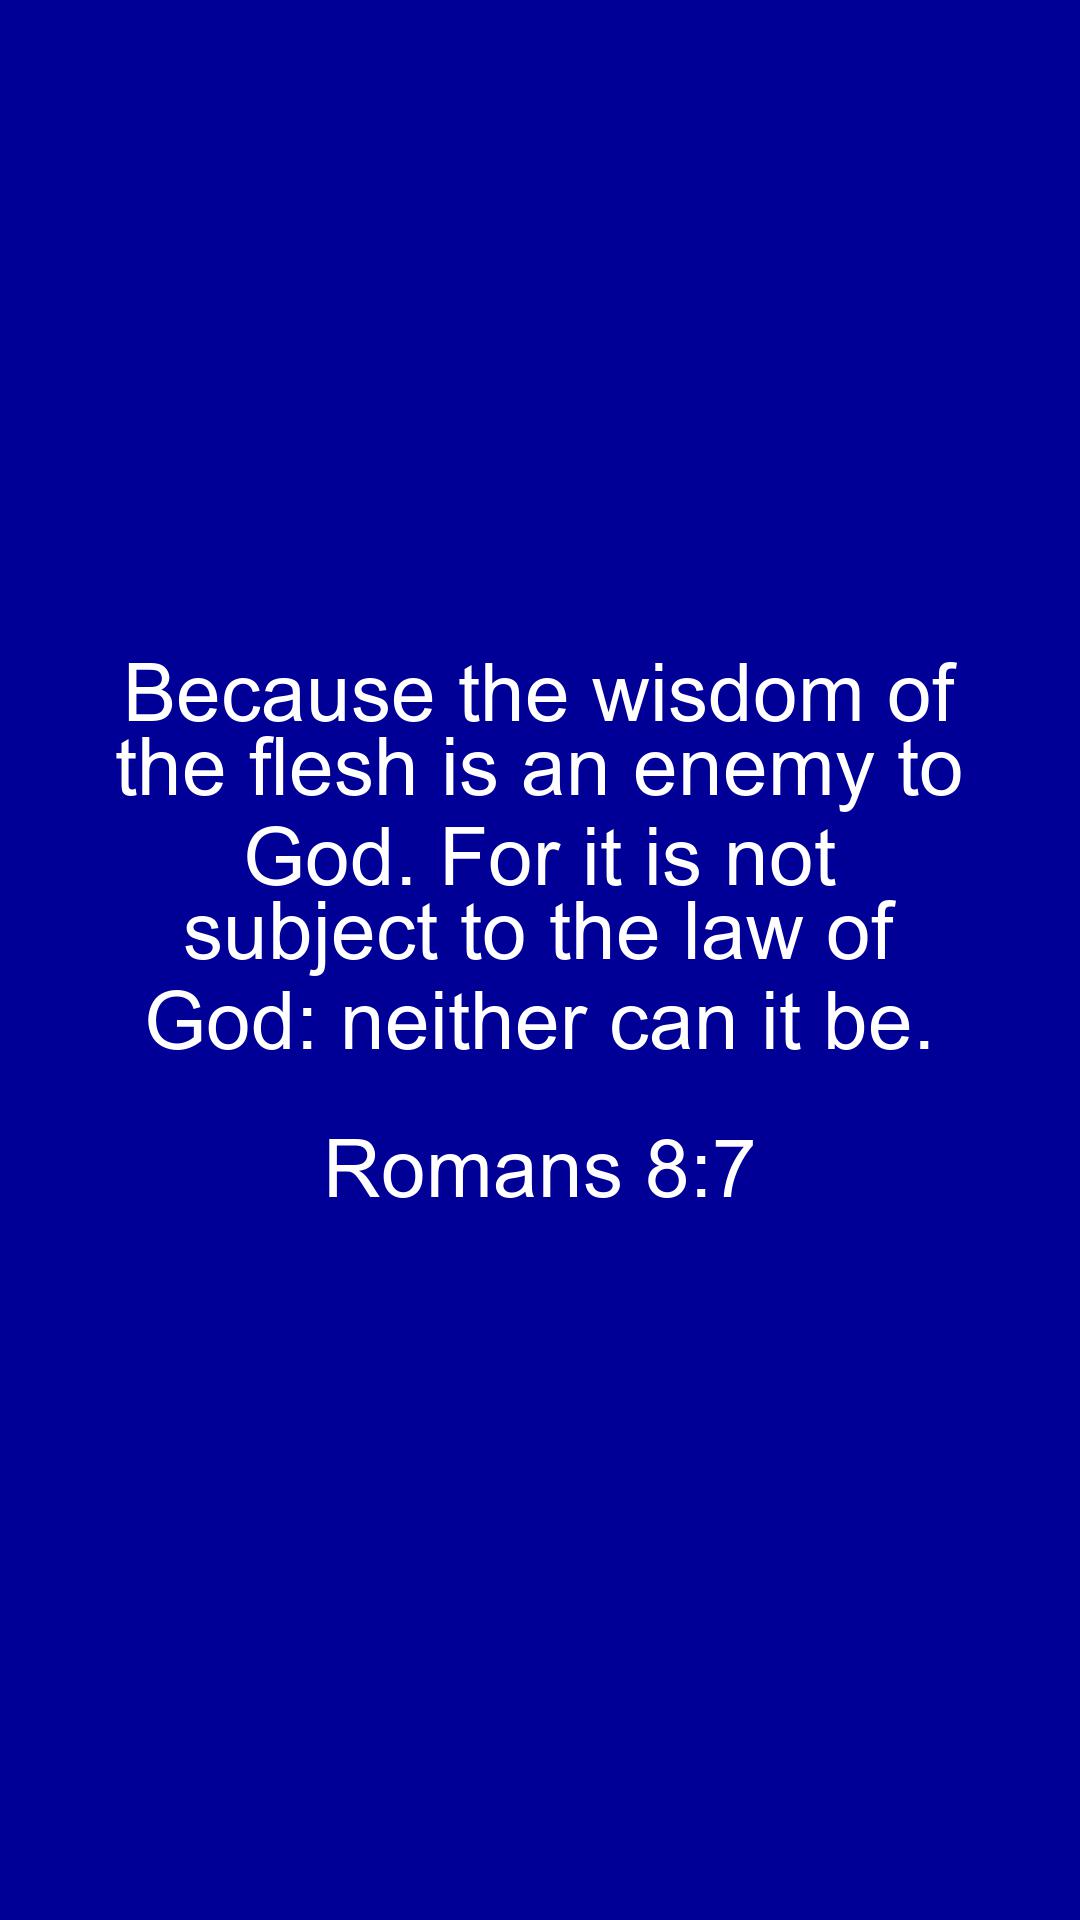 Because the wisdom of
the flesh is an enemy to
God. For it is not
subject to the law of
God: neither can it be.
Romans 8:7